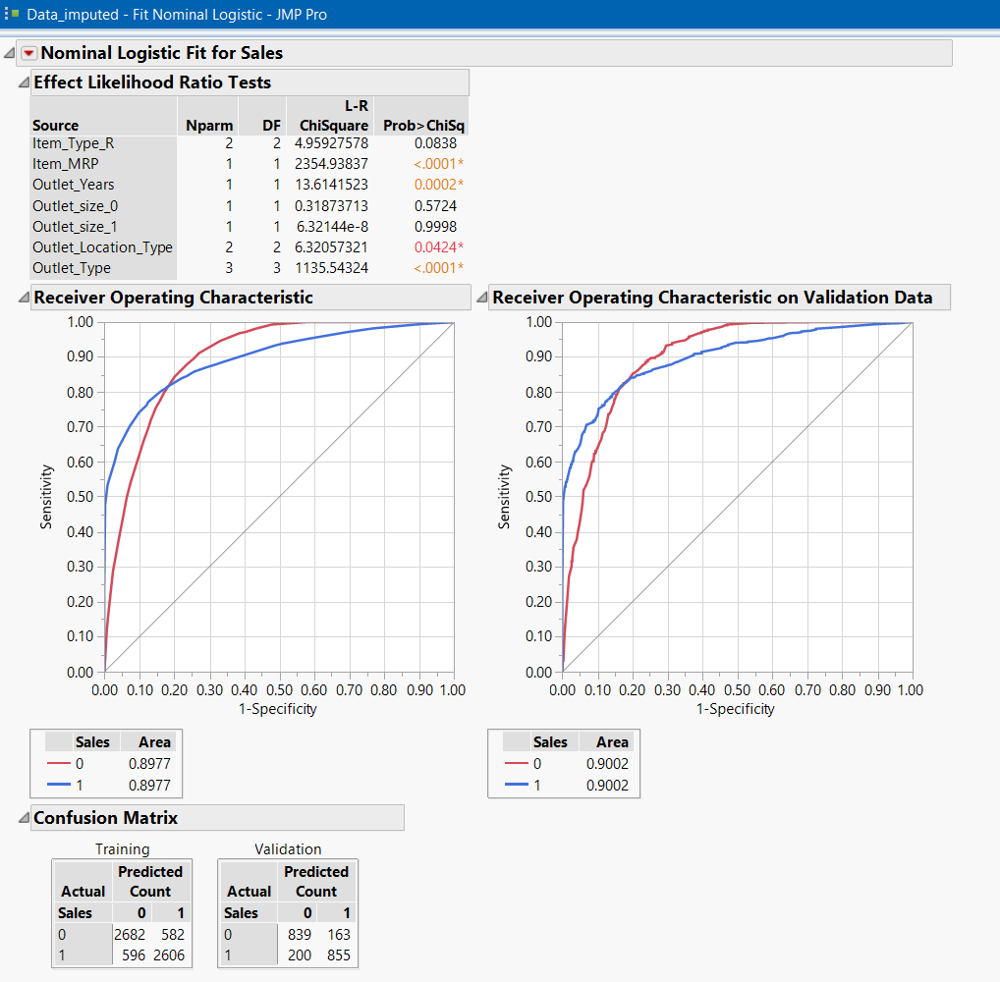 Data_imputed - Fit Nominal Logistic - JMP Pro
Nominal Logistic Fit for Sales
Effect Likelihood Ratio Tests
L-R
Source Nparm DF ChiSquare Prob>ChiSq
Item_Type_R 2 2 4.95927578 0.0838
Item_MRP 1 1 2354.93837 <.0001*
Outlet_Years 1 1 13.6141523 0.0002*
Outlet_size_0 1 1 0.31873713 0.5724
Outlet_size_1 1 1 6.32144e-8 0.9998
Outlet_Location_Type 2 2 6.32057321 0.0424*
Outlet_Type 3 3 1135.54324 <.0001*
Receiver Operating Characteristic
1.00
0.90
0.80
0.70
0.60
0.50
0.40
0.30
0.20
0.10
0.00
Sensitivity
0.00 0.10 0.20 0.30 0.40 0.50 0.60 0.70 0.80 0.90 1.00
1-Specificity
Sales Area
0 0.8977
1 0.8977
Receiver Operating Characteristic on Validation Data
1.00
0.90
0.80
0.70
0.60
0.50
0.40
0.30
0.20
0.10
0.00
Sensitivity
0.00 0.10 0.20 0.30 0.40 0.50 0.60 0.70 0.80 0.90 1.00
1-Specificity
Sales Area
0 0.9002
1 0.9002
Confusion Matrix
Training
Predicted
Actual Count
Sales 0 1
0 2682 582
1 596 2606
Validation
Predicted
Actual Count
Sales 0 1
0 839 163
1 200 855